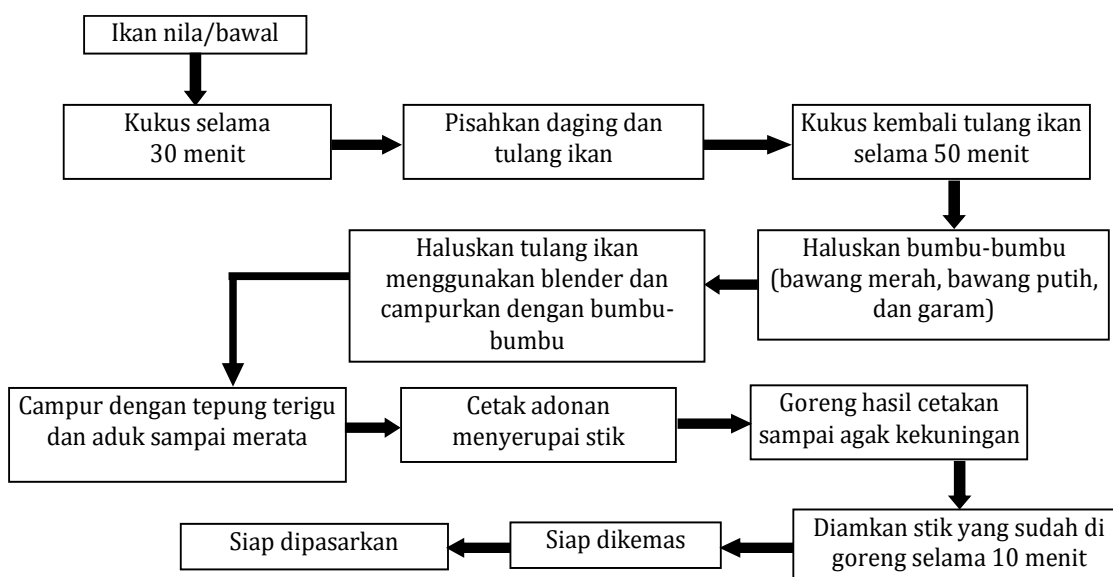 Ikan nila/bawal
Kukus selama
30 menit
Pisahkan daging dan
tulang ikan
Kukus kembali tulang ikan
selama 50 menit
Haluskan bumbu-bumbu
(bawang merah, bawang putih,
dan garam)
Haluskan tulang ikan
menggunakan blender dan
campurkan dengan bumbu-
bumbu
Campur dengan tepung terigu
dan aduk sampai merata
Cetak adonan
menyerupai stik
Goreng hasil cetakan
sampai agak kekuningan
Diamkan stik yang sudah di
goreng selama 10 menit
Siap dikemas
Siap dipasarkan